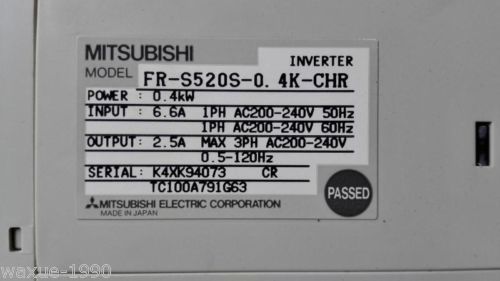 MITSUBISHI
INVERTER
MODEL FR-S520S-0.4K-CHR
POWER : 0.4kW
INPUT : 6.6A 1PH AC200-240V 50Hz
1PH AC200-240V 60Hz
OUTPUT: 2.5A MAX 3PH AC200-240V
0.5-120Hz
SERIAL: K4XK94073 CR
TC100A791G63
PASSED
MITSUBISHI ELECTRIC CORPORATION
MADE IN JAPAN
waxue-1990